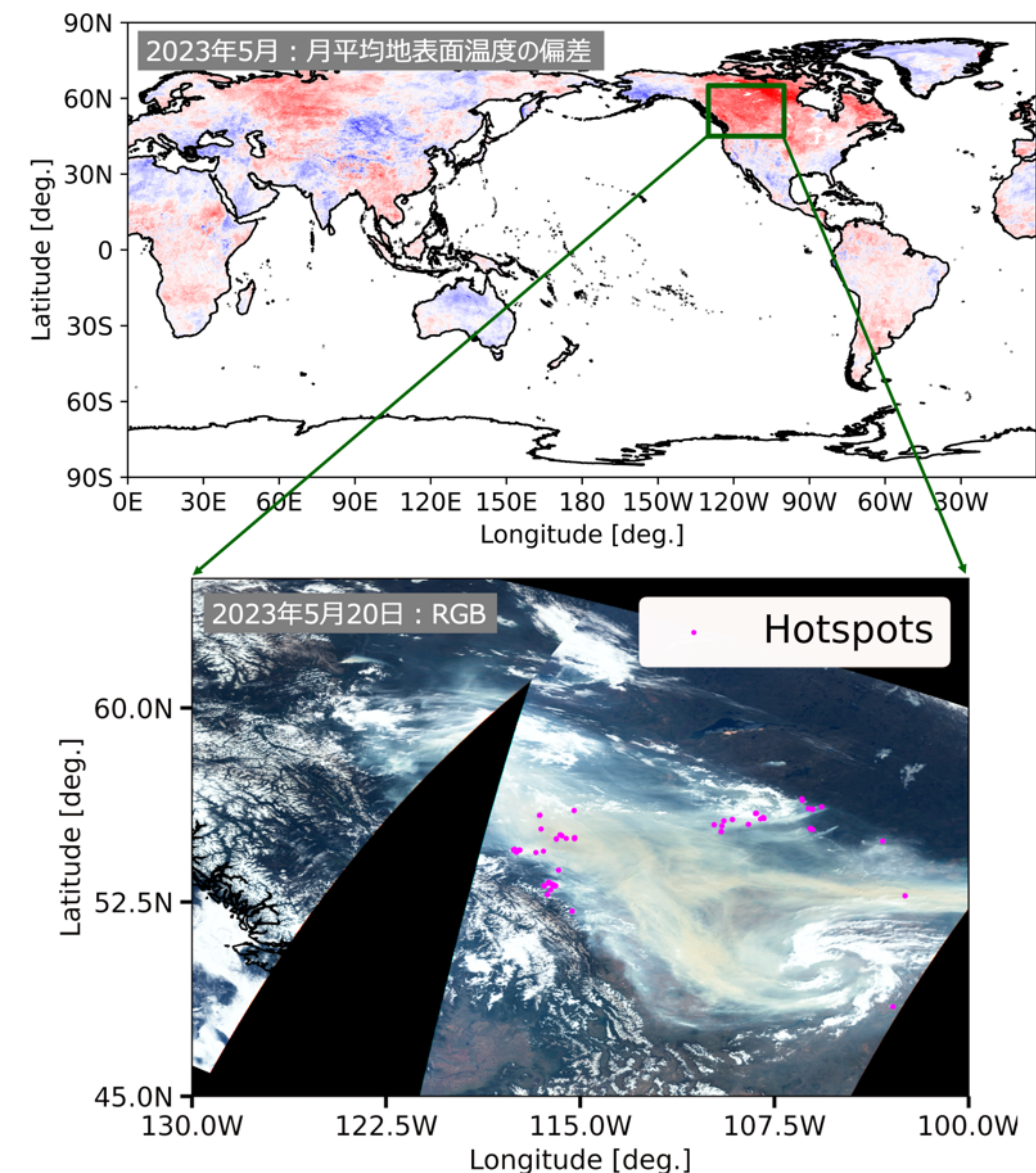 2023年5月：月平均地表面温度の偏差
90N
60N
30N
0
30S
60S
90S
Latitude [deg.]
0E 30E 60E 90E 120E 150E 180 150W 120W 90W 60W 30W
Longitude [deg.]
2023年5月20日：RGB
Hotspots
60.0N
52.5N
45.0N
Latitude [deg.]
130.0W 122.5W 115.0W 107.5W 100.0W
Longitude [deg.]